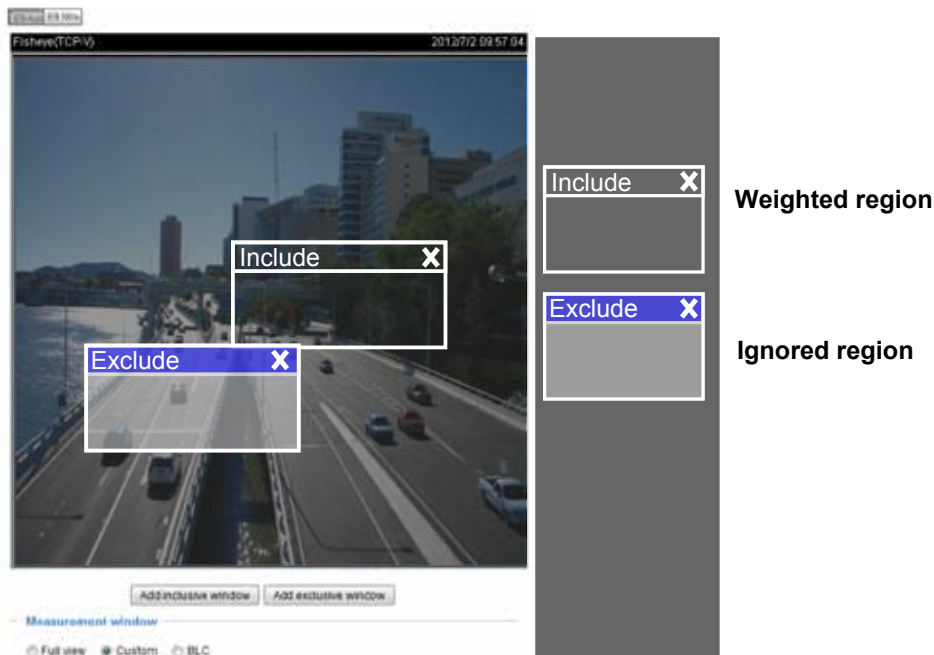 Fisheye(TCP-V) 2012/7/2 09:57:04
Include
Exclude
Include
Weighted region
Exclude
Ignored region
Add inclusive window Add exclusive window
Measurement window
Full view Custom BLC